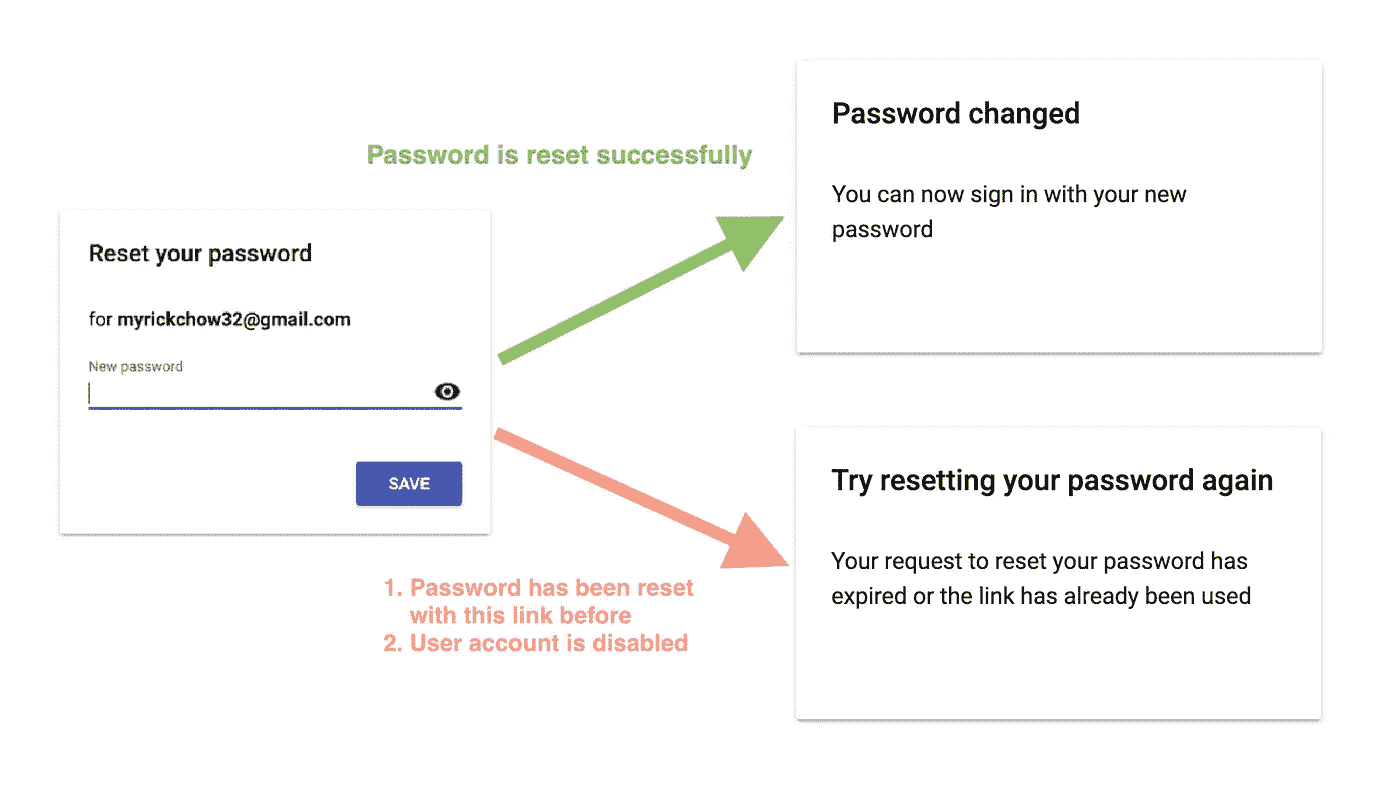 Password is reset successfully
Reset your password
for myrickchow32@gmail.com
New password
SAVE
1. Password has been reset
with this link before
2. User account is disabled
Password changed
You can now sign in with your new
password
Try resetting your password again
Your request to reset your password has
expired or the link has already been used